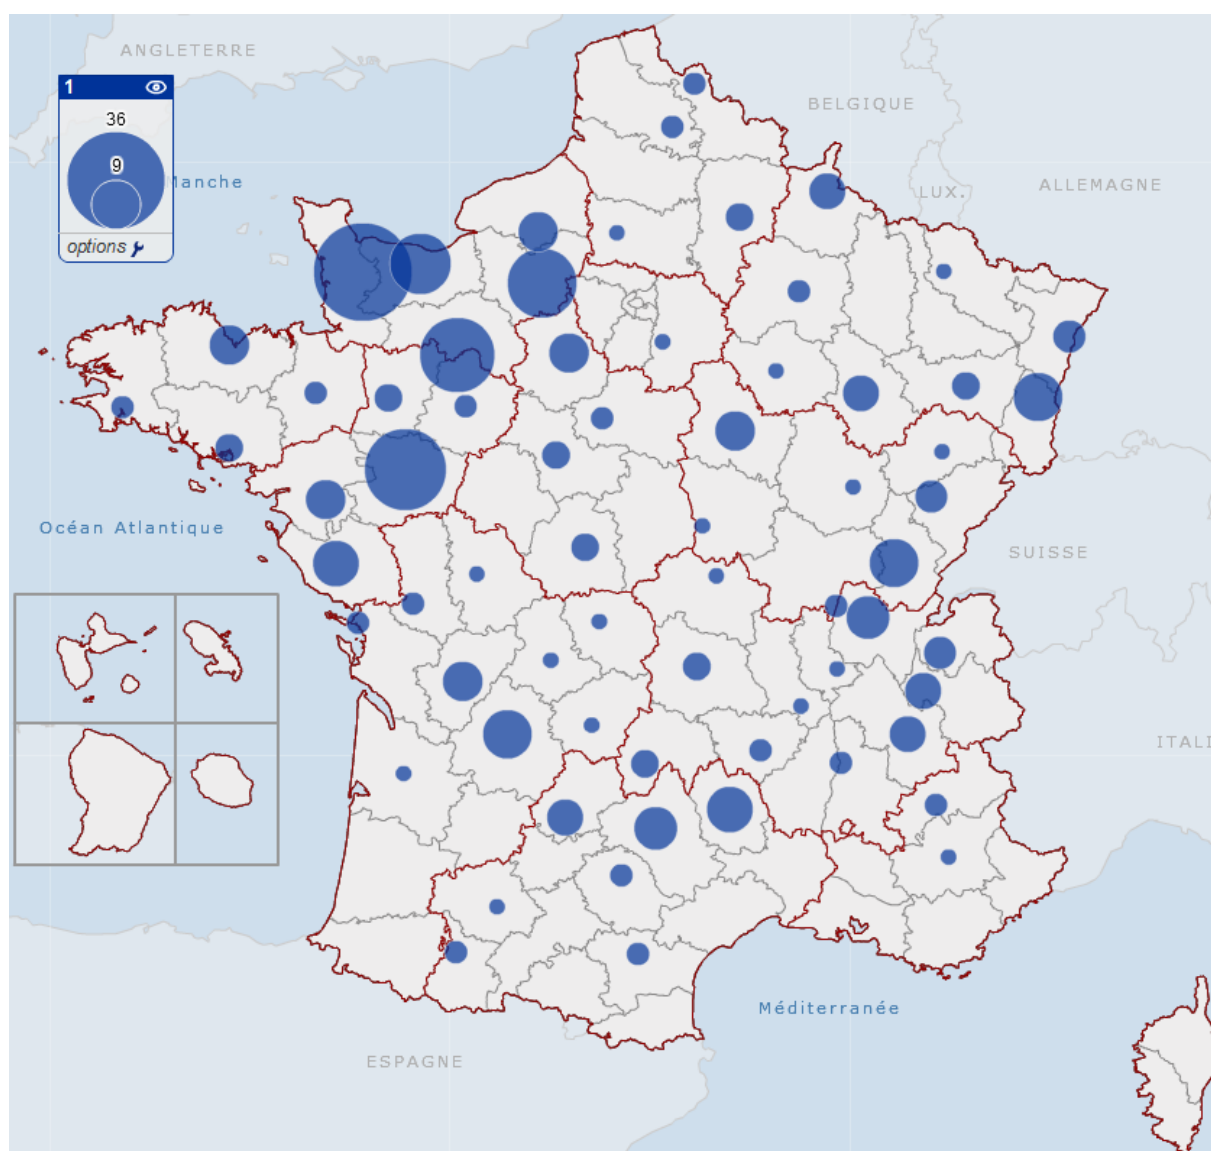 ANGLETERRE
1
36
9
Manche
options
BELGIQUE
LUX.
ALLEMAGNE
Océan Atlantique
SUISSE
ITALI
Méditerranée
ESPAGNE